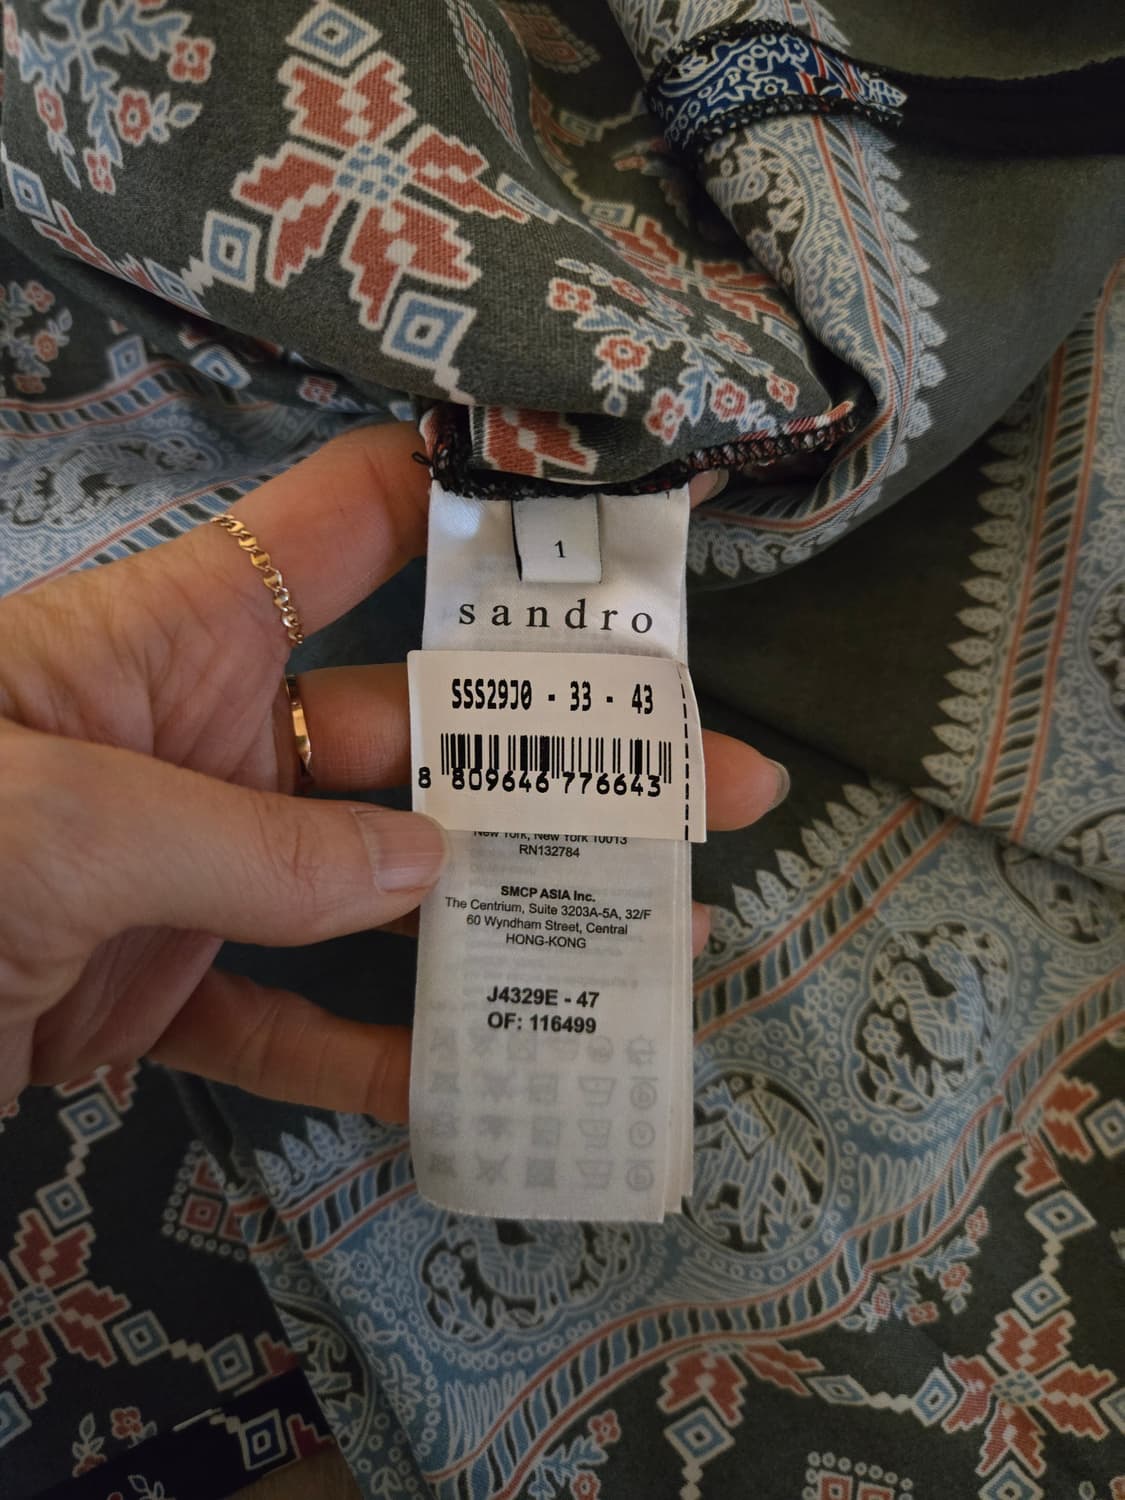 1
sandro
SSS29J0 - 33 - 43
8 809646 776643
New York, New York 10013
RN132784
SMCP ASIA Inc.
The Centrium, Suite 3203A-5A, 32/F
60 Wyndham Street, Central
HONG-KONG
J4329E - 47
OF: 116499